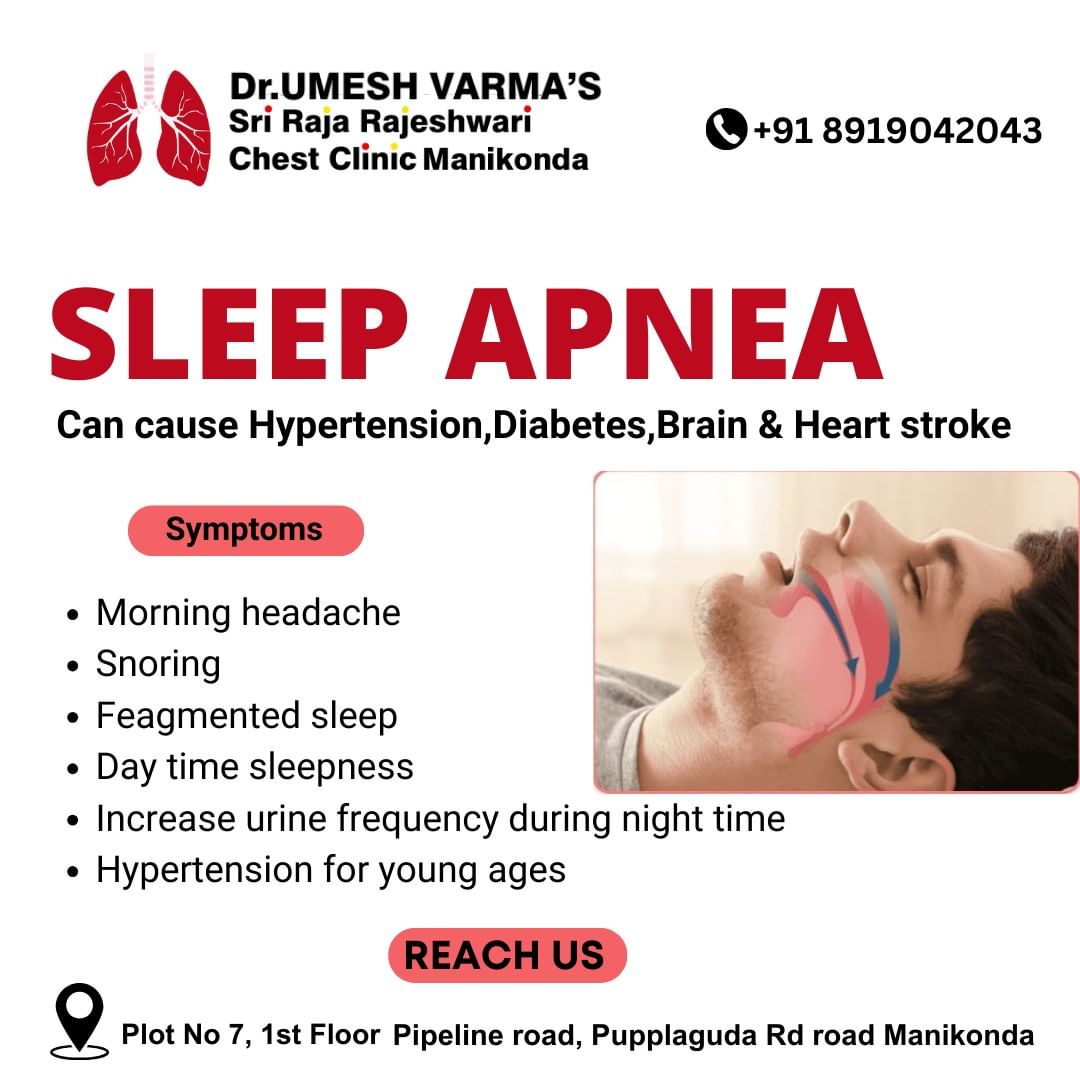 Dr.UMESH VARMA'S
Sri Raja Rajeshwari
Chest Clinic Manikonda
+91 8919042043
SLEEP APNEA
Can cause Hypertension,Diabetes,Brain & Heart stroke
Symptoms
• Morning headache
• Snoring
• Feagmented sleep
• Day time sleepness
• Increase urine frequency during night time
• Hypertension for young ages
REACH US
Plot No 7, 1st Floor Pipeline road, Pupplaguda Rd road Manikonda